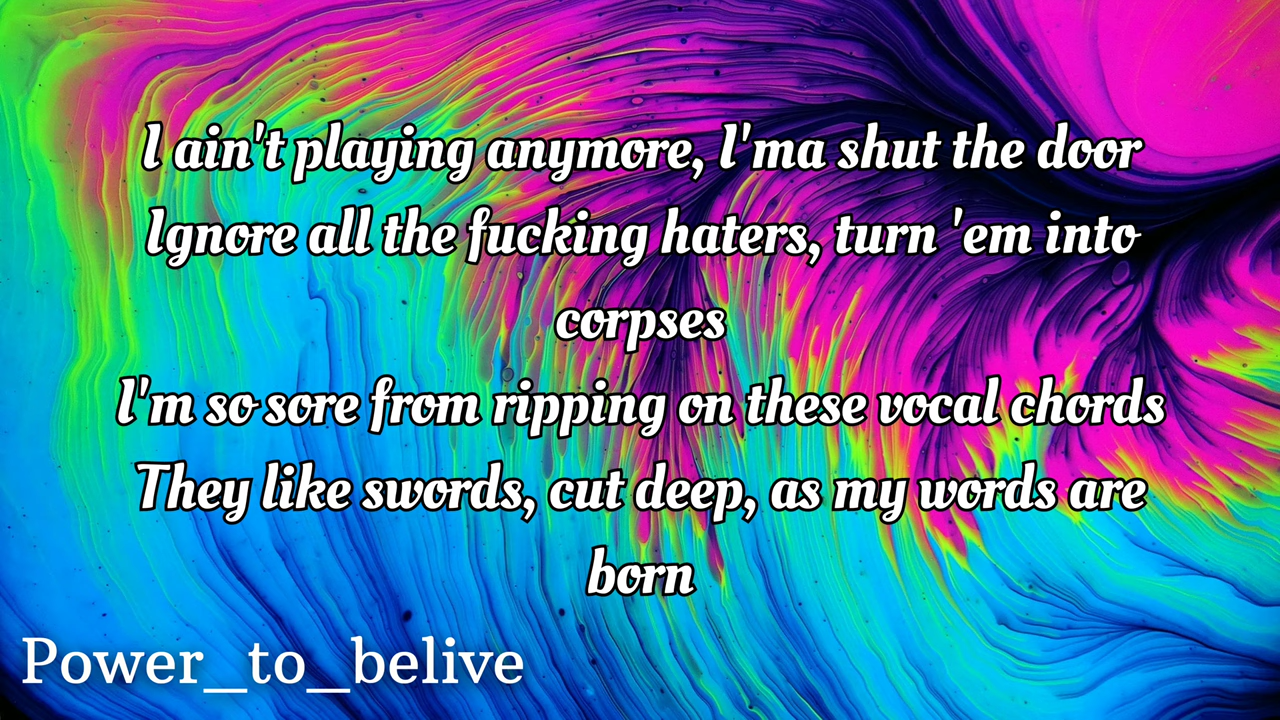 I ain't playing anymore, I'ma shut the door
Ignore all the fucking haters, turn 'em into
corpses
I'm so sore from ripping on these vocal chords
They like swords, cut deep, as my words are
born
Power_to_belive